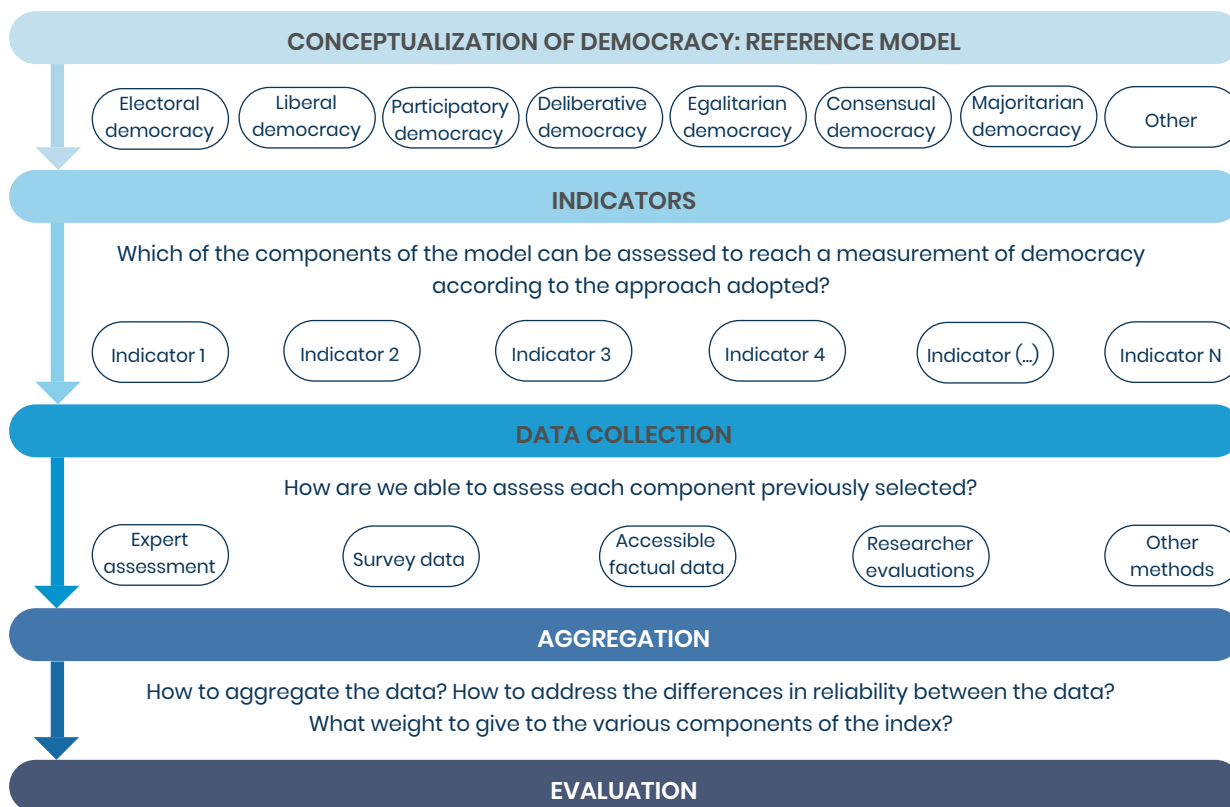 CONCEPTUALIZATION OF DEMOCRACY: REFERENCE MODEL
Electoral
democracy
Liberal
democracy
Participatory
democracy
Deliberative
democracy
Egalitarian
democracy
Consensual
democracy
Majoritarian
democracy
Other
INDICATORS
Which of the components of the model can be assessed to reach a measurement of democracy
according to the approach adopted?
Indicator 1
Indicator 2
Indicator 3
Indicator 4
Indicator (...)
Indicator N
DATA COLLECTION
How are we able to assess each component previously selected?
Expert
assessment
Survey data
Accessible
factual data
Researcher
evaluations
Other
methods
AGGREGATION
How to aggregate the data? How to address the differences in reliability between the data?
What weight to give to the various components of the index?
EVALUATION